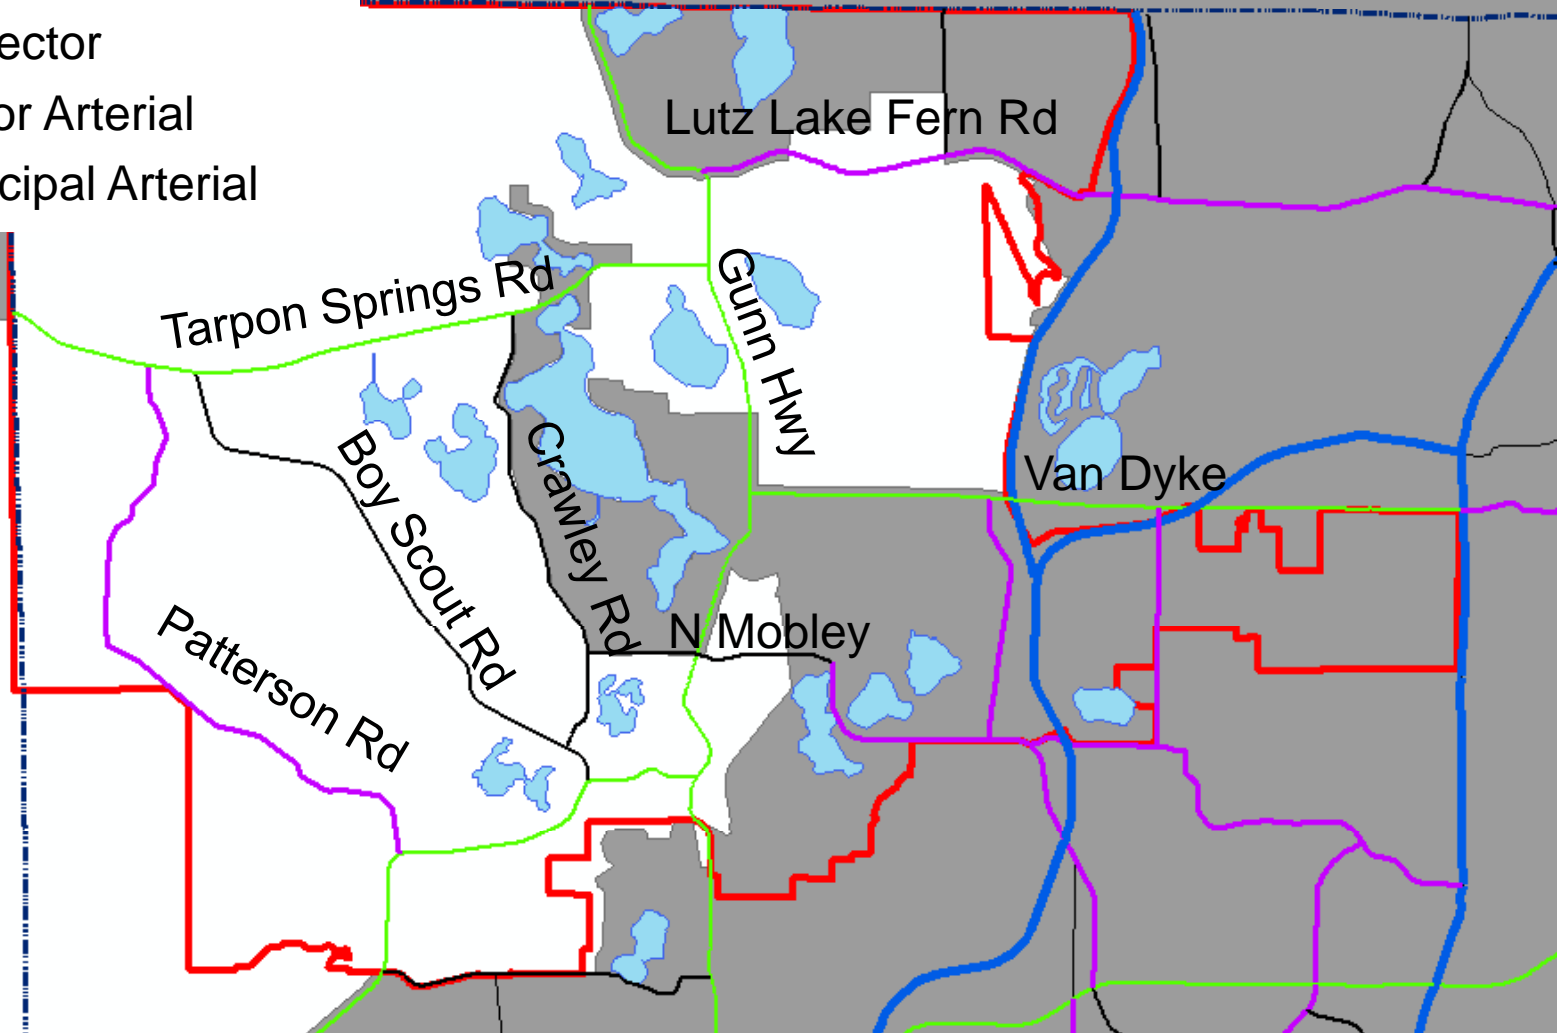 ector
or Arterial
cipal Arterial
Lutz Lake Fern Rd
Tarpon Springs Rd
Gunn Hwy
Boy Scout Rd
Crawley Rd
Van Dyke
N Mobley
Patterson Rd